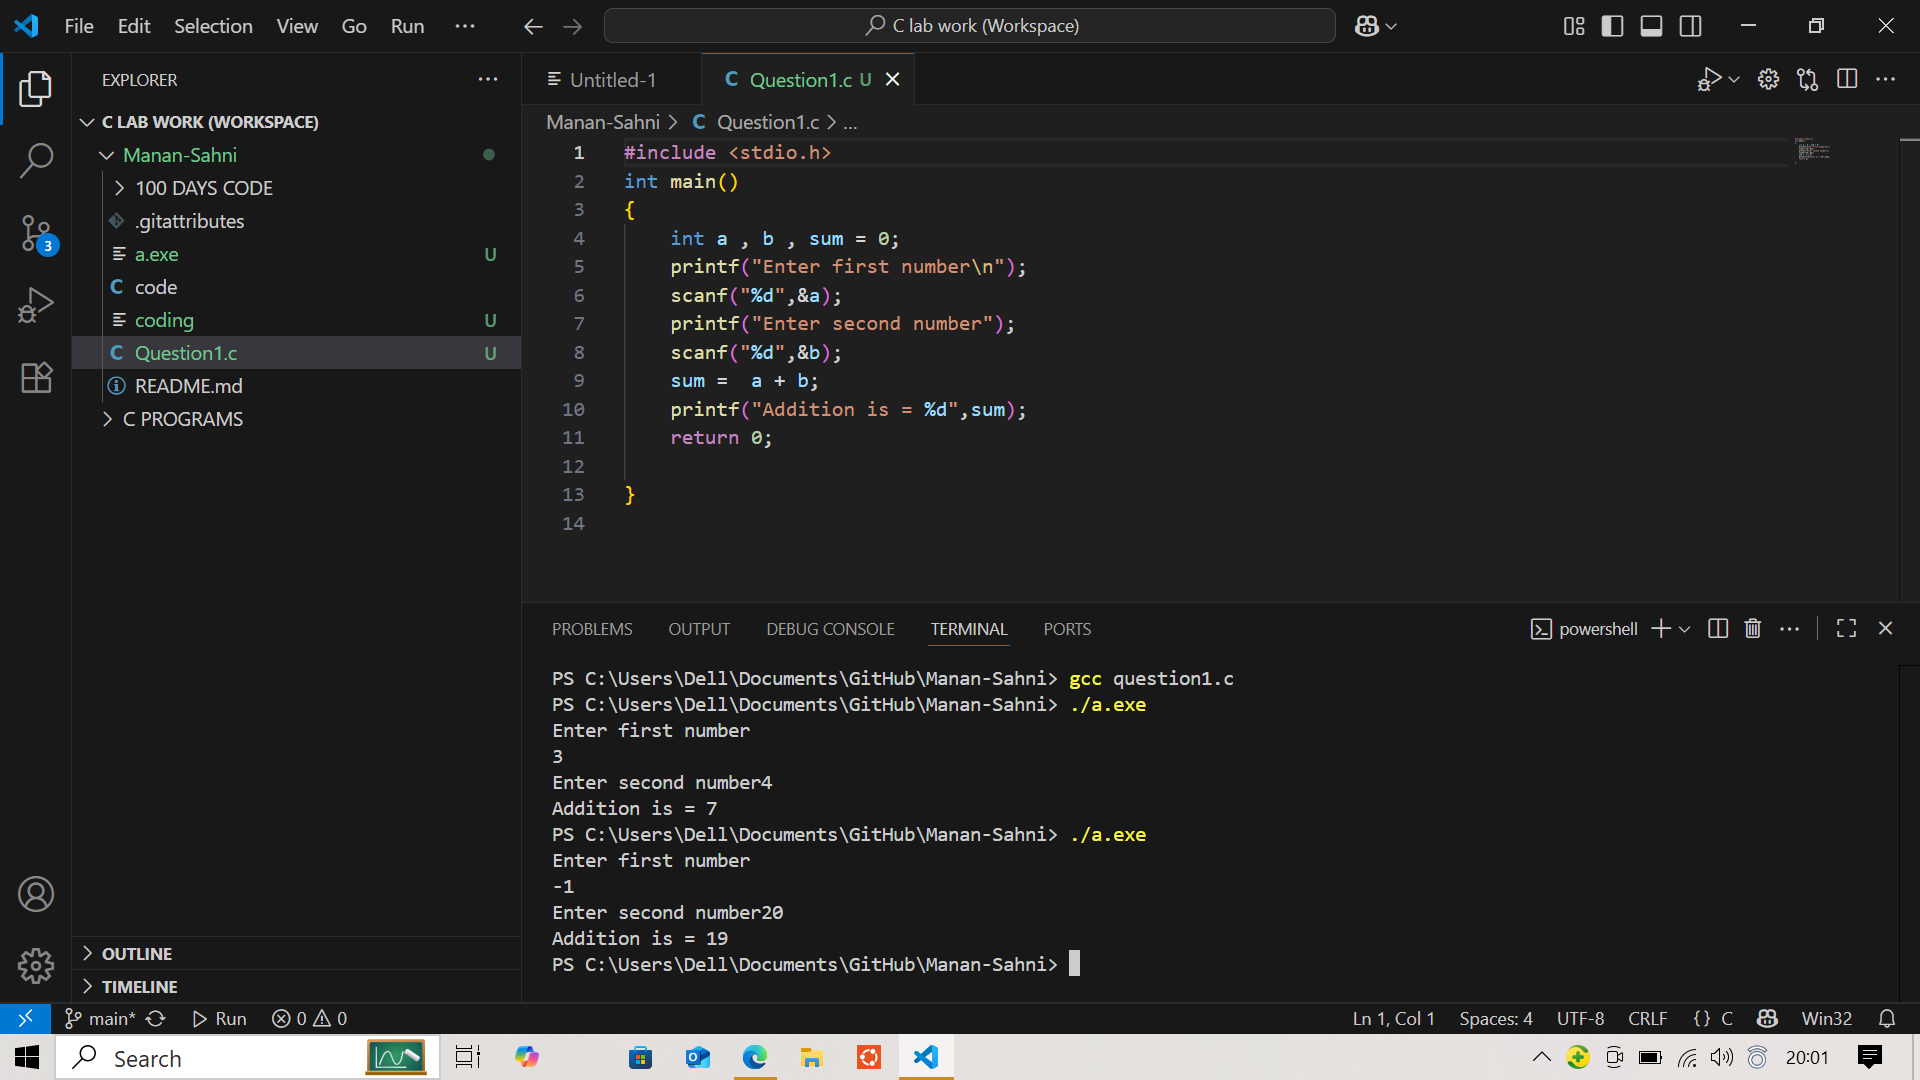 File Edit Selection View Go Run ...
C lab work (Workspace)
EXPLORER
C LAB WORK (WORKSPACE)
Manan-Sahni
100 DAYS CODE
.gitattributes
a.exe U
C code
coding U
C Question1.c U
README.md
C PROGRAMS
OUTLINE
TIMELINE
3
Untitled-1
C Question1.c U
Manan-Sahni > C Question1.c > ...
1 #include <stdio.h>
2 int main()
3 {
4 int a , b , sum = 0;
5 printf("Enter first number\n");
6 scanf("%d",&a);
7 printf("Enter second number");
8 scanf("%d",&b);
9 sum =  a + b;
10 printf("Addition is = %d",sum);
11 return 0;
12
13 }
14
PROBLEMS OUTPUT DEBUG CONSOLE TERMINAL PORTS
powershell
PS C:\Users\Dell\Documents\GitHub\Manan-Sahni> gcc question1.c
PS C:\Users\Dell\Documents\GitHub\Manan-Sahni> ./a.exe
Enter first number
3
Enter second number4
Addition is = 7
PS C:\Users\Dell\Documents\GitHub\Manan-Sahni> ./a.exe
Enter first number
-1
Enter second number20
Addition is = 19
PS C:\Users\Dell\Documents\GitHub\Manan-Sahni>
main* Run 0 0
Ln 1, Col 1 Spaces: 4 UTF-8 CRLF {} C Win32
Search
20:01